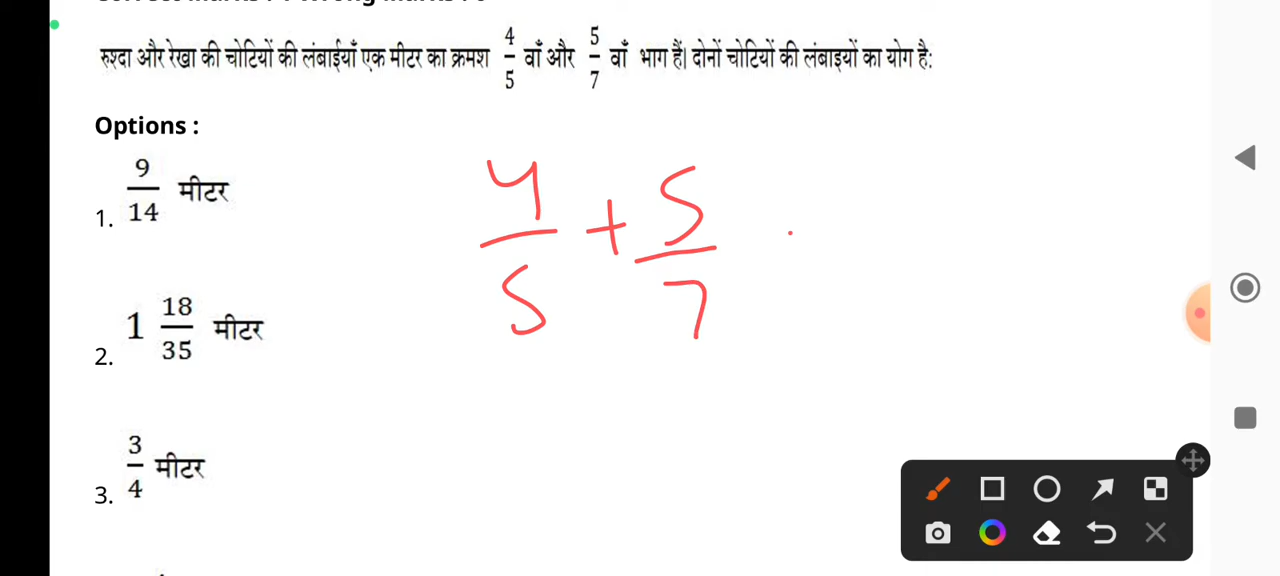 रुश्दा और रेखा की चोटियों की लंबाईयाँ एक मीटर का क्रमश 4/5 वाँ और 5/7 वाँ भाग हैं। दोनों चोटियों की लंबाइयों का योग है:
Options :
1. 9/14 मीटर
4/5 + 5/7
2. 1 18/35 मीटर
3. 3/4 मीटर